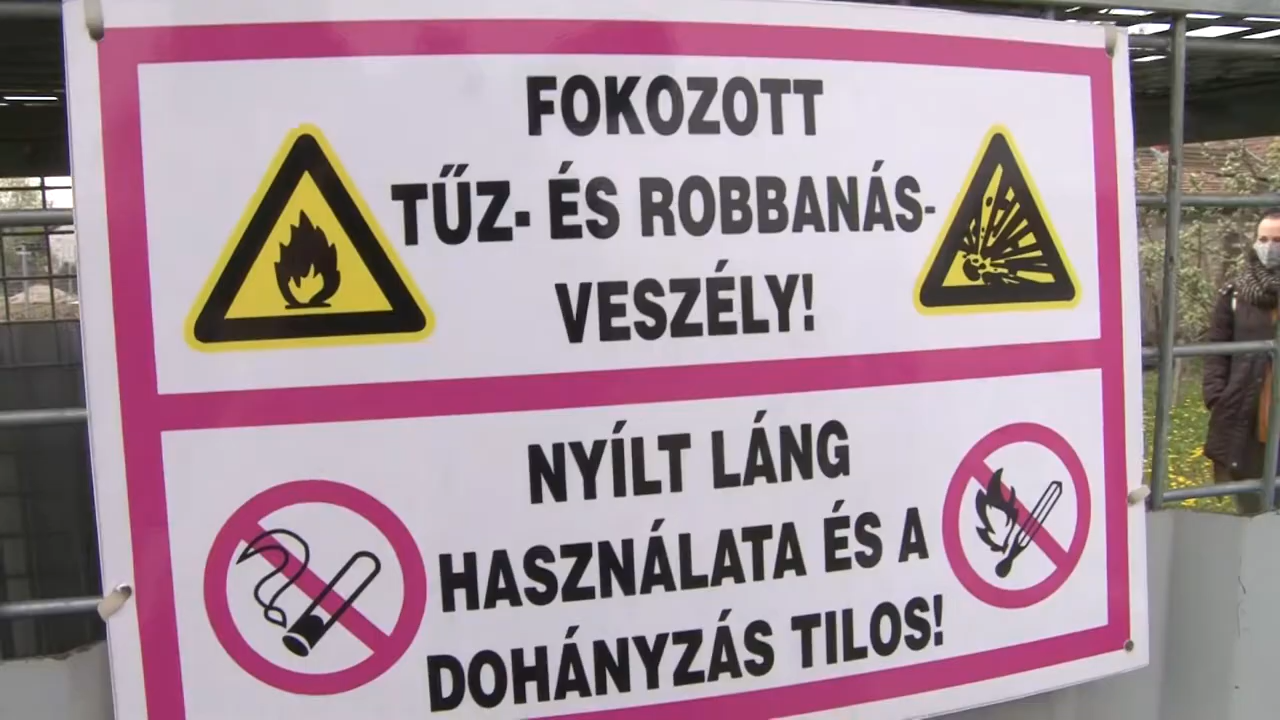 FOKOZOTT
TŰZ- ÉS ROBBANÁS-
VESZÉLY!
NYÍLT LÁNG
HASZNÁLATA ÉS A
DOHÁNYZÁS TILOS!